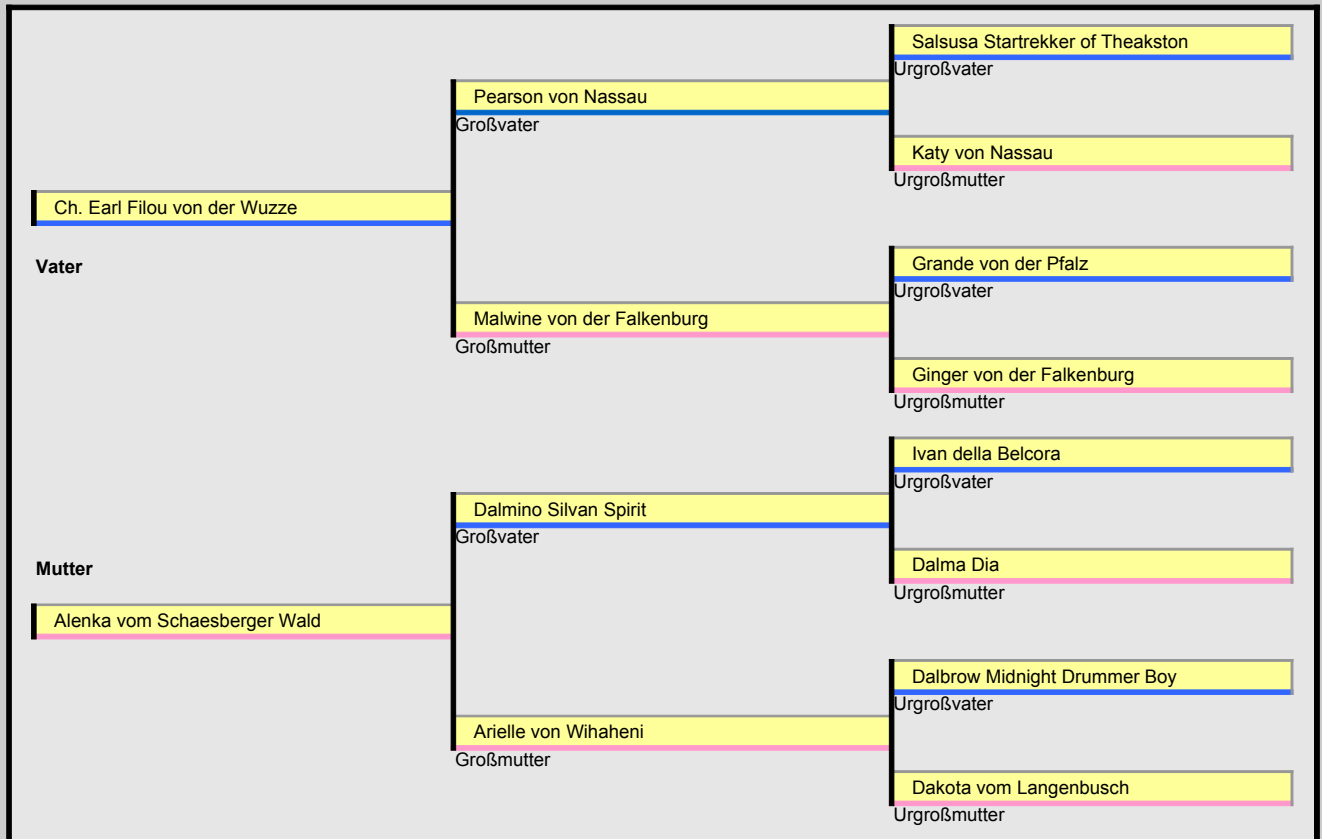 Salsusa Startrekker of Theakston
Urgroßvater
Pearson von Nassau
Großvater
Katy von Nassau
Urgroßmutter
Ch. Earl Filou von der Wuzze
Vater
Grande von der Pfalz
Urgroßvater
Malwine von der Falkenburg
Großmutter
Ginger von der Falkenburg
Urgroßmutter
Ivan della Belcora
Urgroßvater
Dalmino Silvan Spirit
Großvater
Dalma Dia
Urgroßmutter
Mutter
Alenka vom Schaesberger Wald
Dalbrow Midnight Drummer Boy
Urgroßvater
Arielle von Wihaheni
Großmutter
Dakota vom Langenbusch
Urgroßmutter